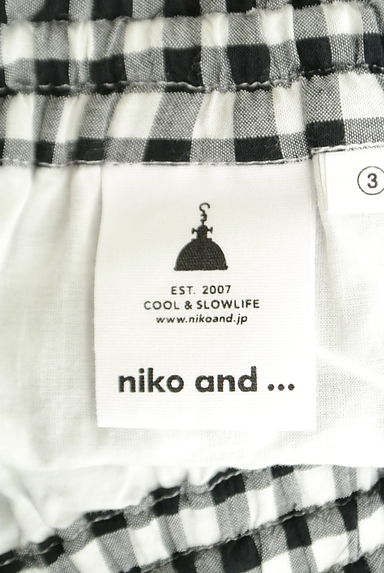 ③
EST. 2007
COOL & SLOWLIFE
www.nikoand.jp
niko and ...